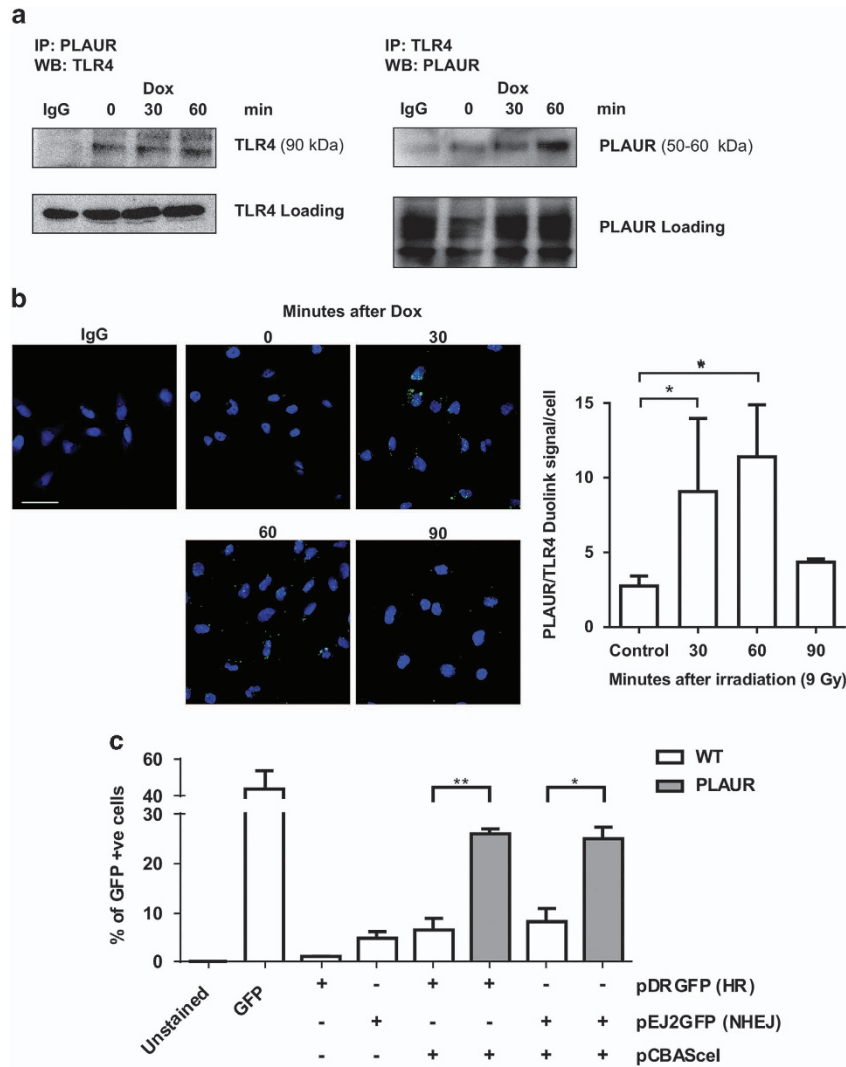 a
IP: PLAUR
WB: TLR4
Dox
IgG 0 30 60 min
TLR4 (90 kDa)
TLR4 Loading
IP: TLR4
WB: PLAUR
Dox
IgG 0 30 60 min
PLAUR (50-60 kDa)
PLAUR Loading
b
Minutes after Dox
IgG 0 30
60 90
PLAUR/TLR4 Duolink signal/cell
15
10
5
0
* *
Control 30 60 90
Minutes after irradiation (9 Gy)
c
% of GFP +ve cells
60
40
30
20
10
0
** *
WT
PLAUR
Unstained GFP
+ - + + - - pDRGFP (HR)
- + - - + + pEJ2GFP (NHEJ)
- - + + + + pCBASceI